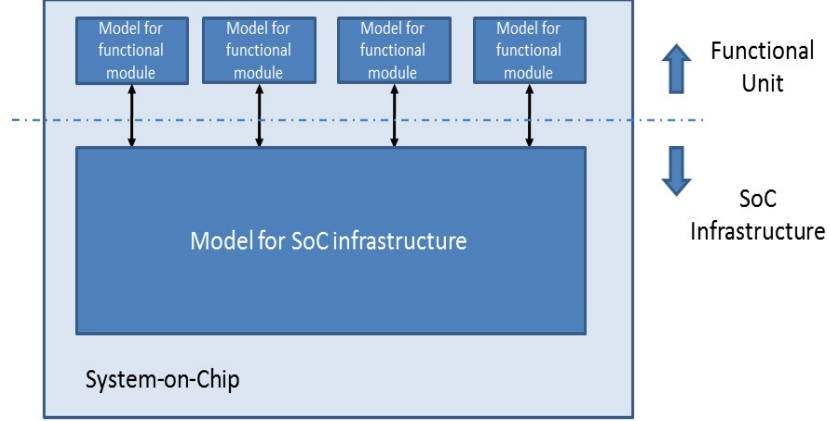 Model for
functional
module
Model for
functional
module
Model for
functional
module
Model for
functional
module
Functional
Unit
Model for SoC infrastructure
SoC
Infrastructure
System-on-Chip